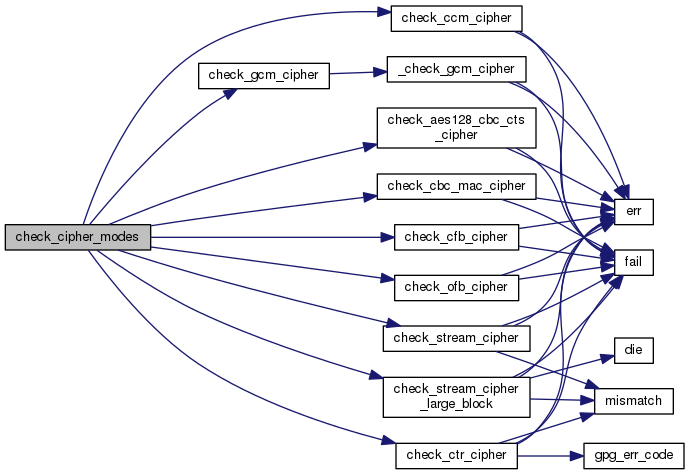 check_cipher_modes
check_ccm_cipher
check_gcm_cipher
_check_gcm_cipher
check_aes128_cbc_cts
_cipher
check_cbc_mac_cipher
check_cfb_cipher
check_ofb_cipher
check_stream_cipher
check_stream_cipher
_large_block
check_ctr_cipher
err
fail
die
mismatch
gpg_err_code